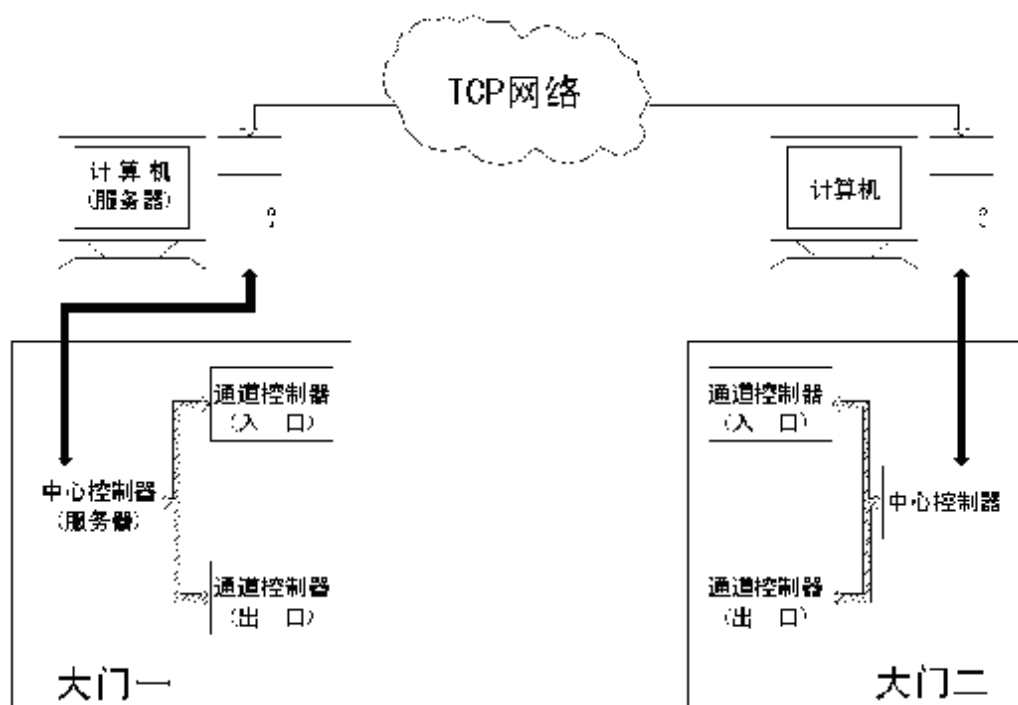 TCP网络
计算机
(服务器)
计算机
通道控制器
(入 口)
中心控制器
(服务器)
通道控制器
(出 口)
大门一
通道控制器
(入 口)
中心控制器
通道控制器
(出 口)
大门二